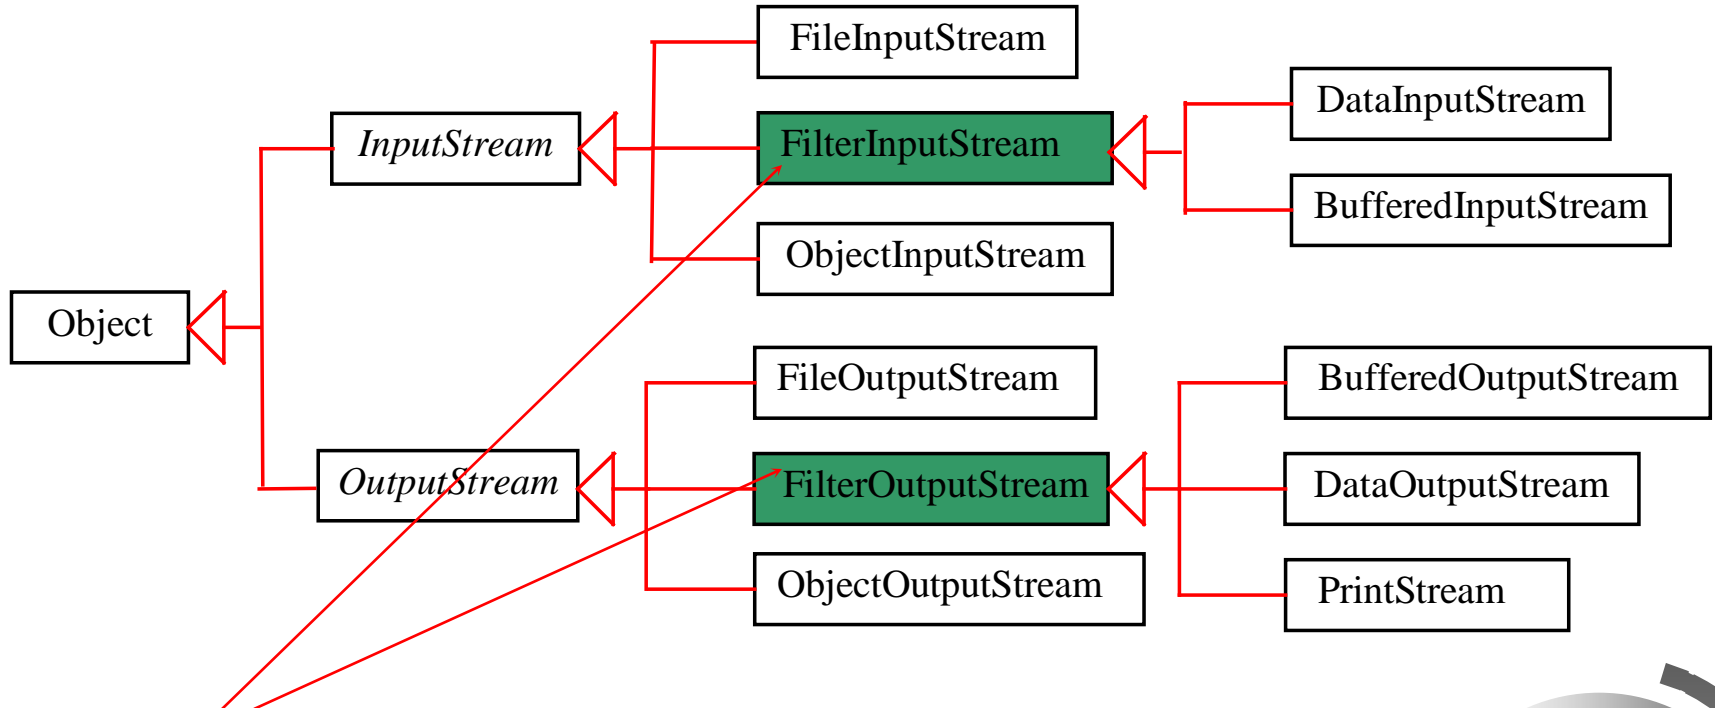 FileInputStream
DataInputStream
InputStream
FilterInputStream
BufferedInputStream
ObjectInputStream
Object
FileOutputStream
BufferedOutputStream
OutputStream
FilterOutputStream
DataOutputStream
ObjectOutputStream
PrintStream